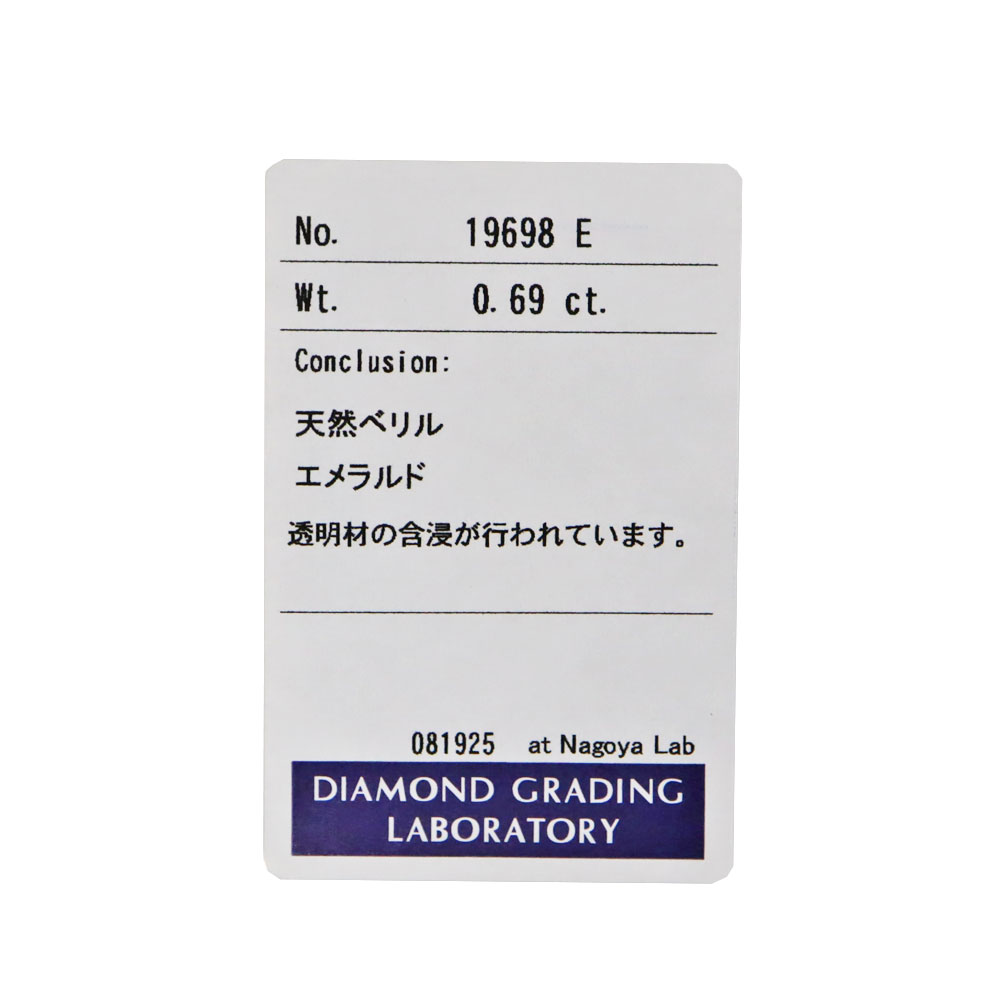 No. 19698 E
Wt. 0.69 ct.
Conclusion:
天然ベリル
エメラルド
透明材の含浸が行われています。
081925 at Nagoya Lab
DIAMOND GRADING
LABORATORY